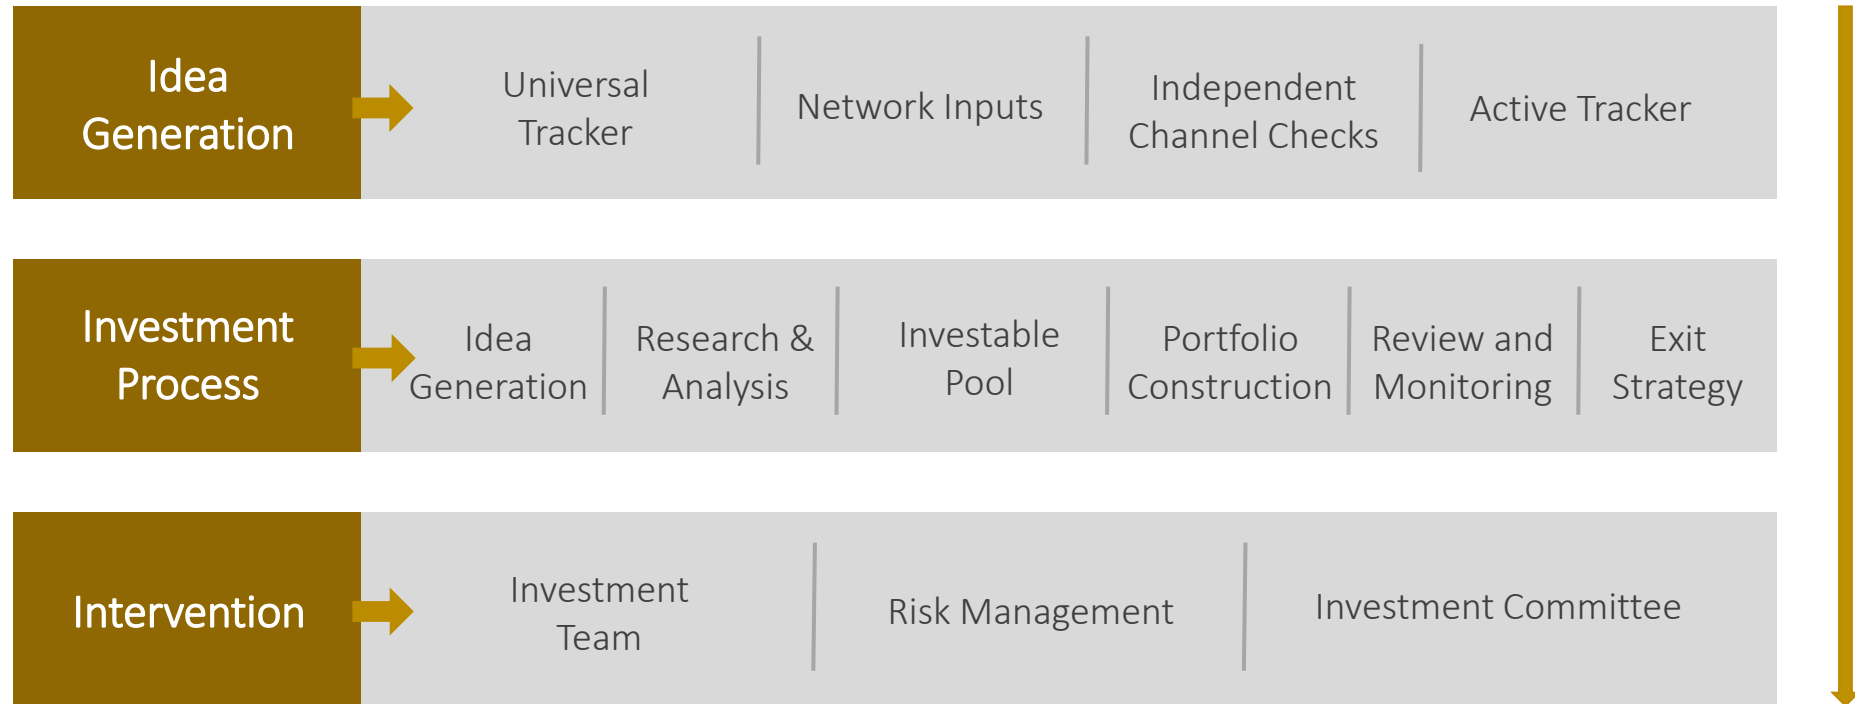 Idea
Generation
Universal
Tracker
Network Inputs
Independent
Channel Checks
Active Tracker
Investment
Process
Idea
Generation
Research &
Analysis
Investable
Pool
Portfolio
Construction
Review and
Monitoring
Exit
Strategy
Intervention
Investment
Team
Risk Management
Investment Committee